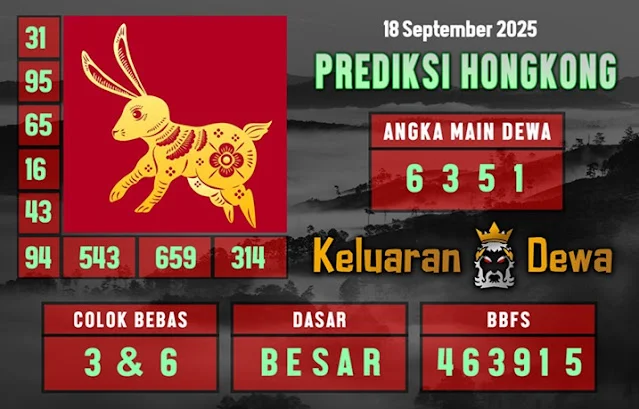 18 September 2025
PREDIKSI HONGKONG
31
95
65
16
43
94 543 659 314
ANGKA MAIN DEWA
6 3 5 1
Keluaran Dewa
COLOK BEBAS
3 & 6
DASAR
BESAR
BBFS
463915